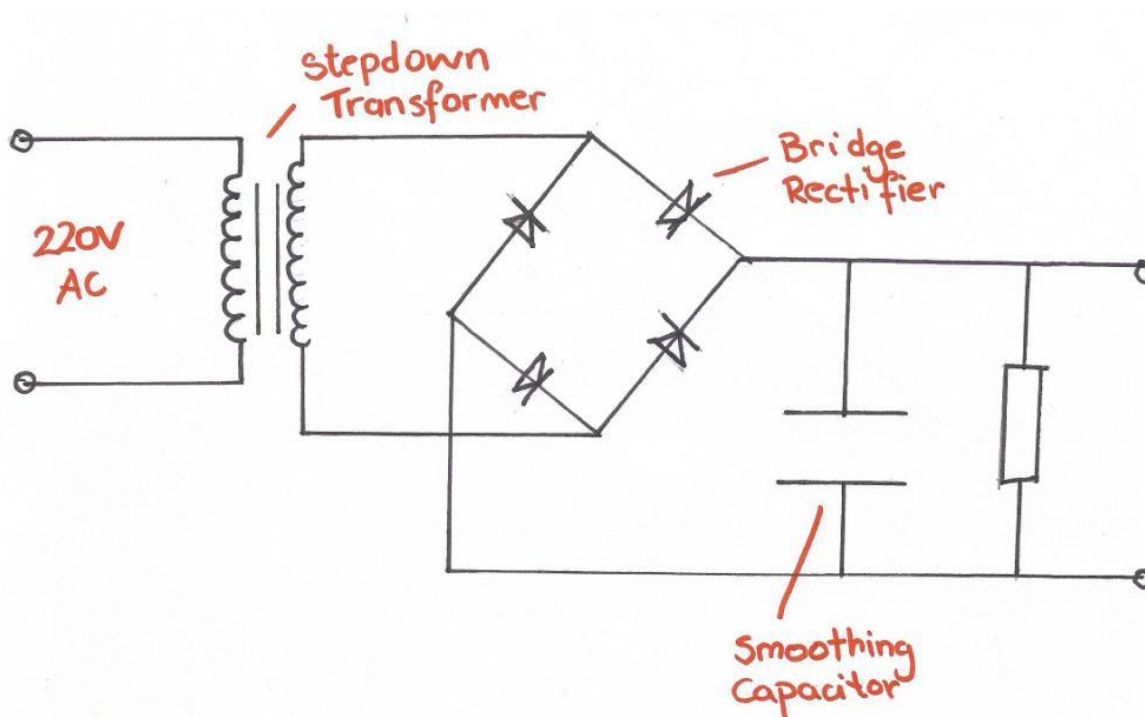 stepdown
Transformer
Bridge
Rectifier
220V
AC
Smoothing
Capacitor